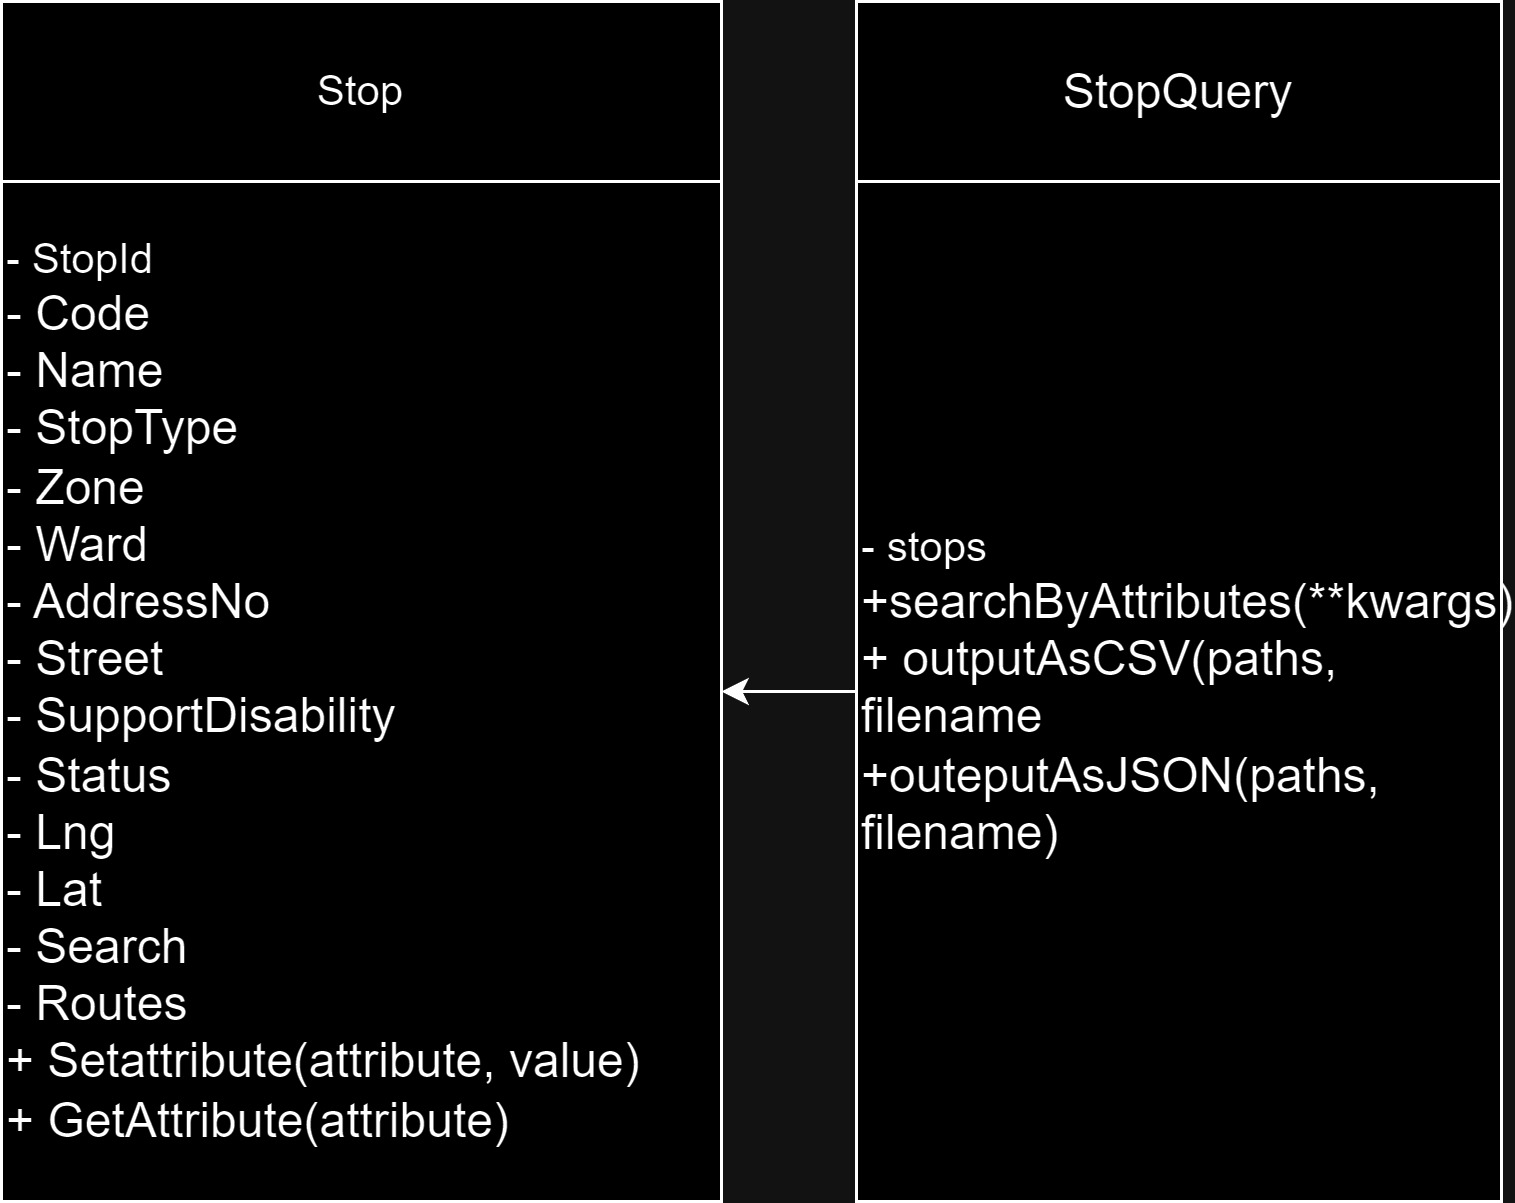 Stop
- StopId
- Code
- Name
- StopType
- Zone
- Ward
- AddressNo
- Street
- SupportDisability
- Status
- Lng
- Lat
- Search
- Routes
+ Setattribute(attribute, value)
+ GetAttribute(attribute)
StopQuery
- stops
+searchByAttributes(**kwargs)
+ outputAsCSV(paths,
filename
+outeputAsJSON(paths,
filename)